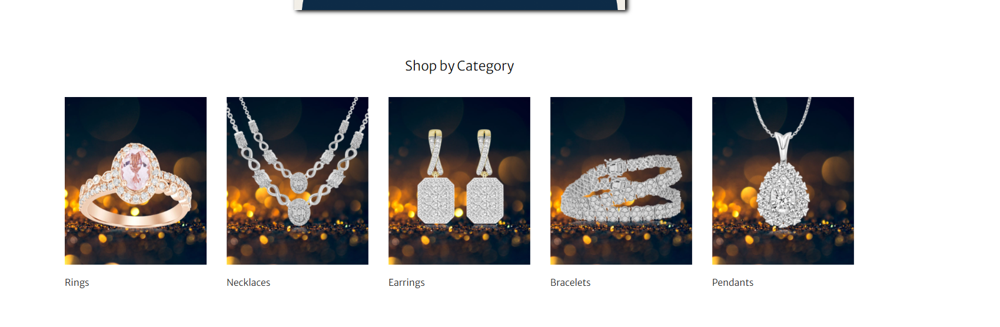 Shop by Category
Rings
Necklaces
Earrings
Bracelets
Pendants